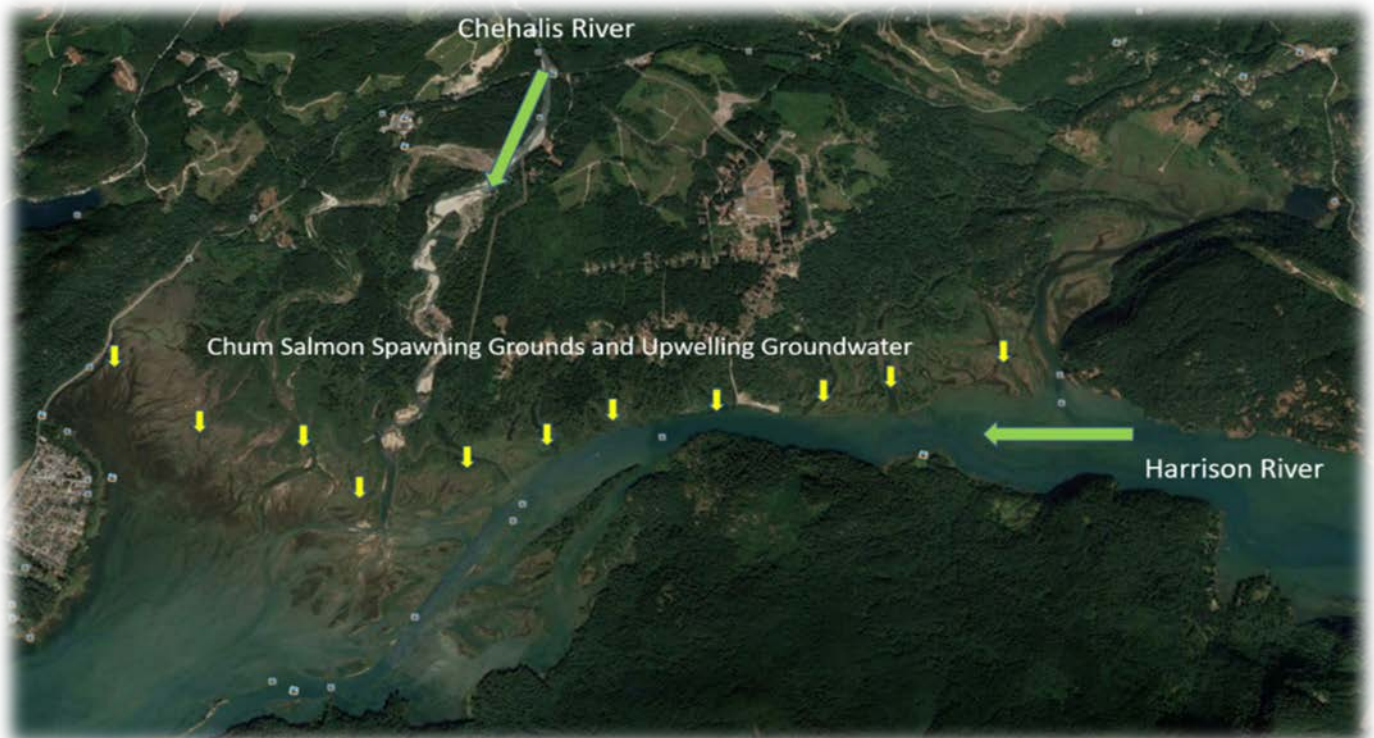 Chehalis River
Chum Salmon Spawning Grounds and Upwelling Groundwater
Harrison River